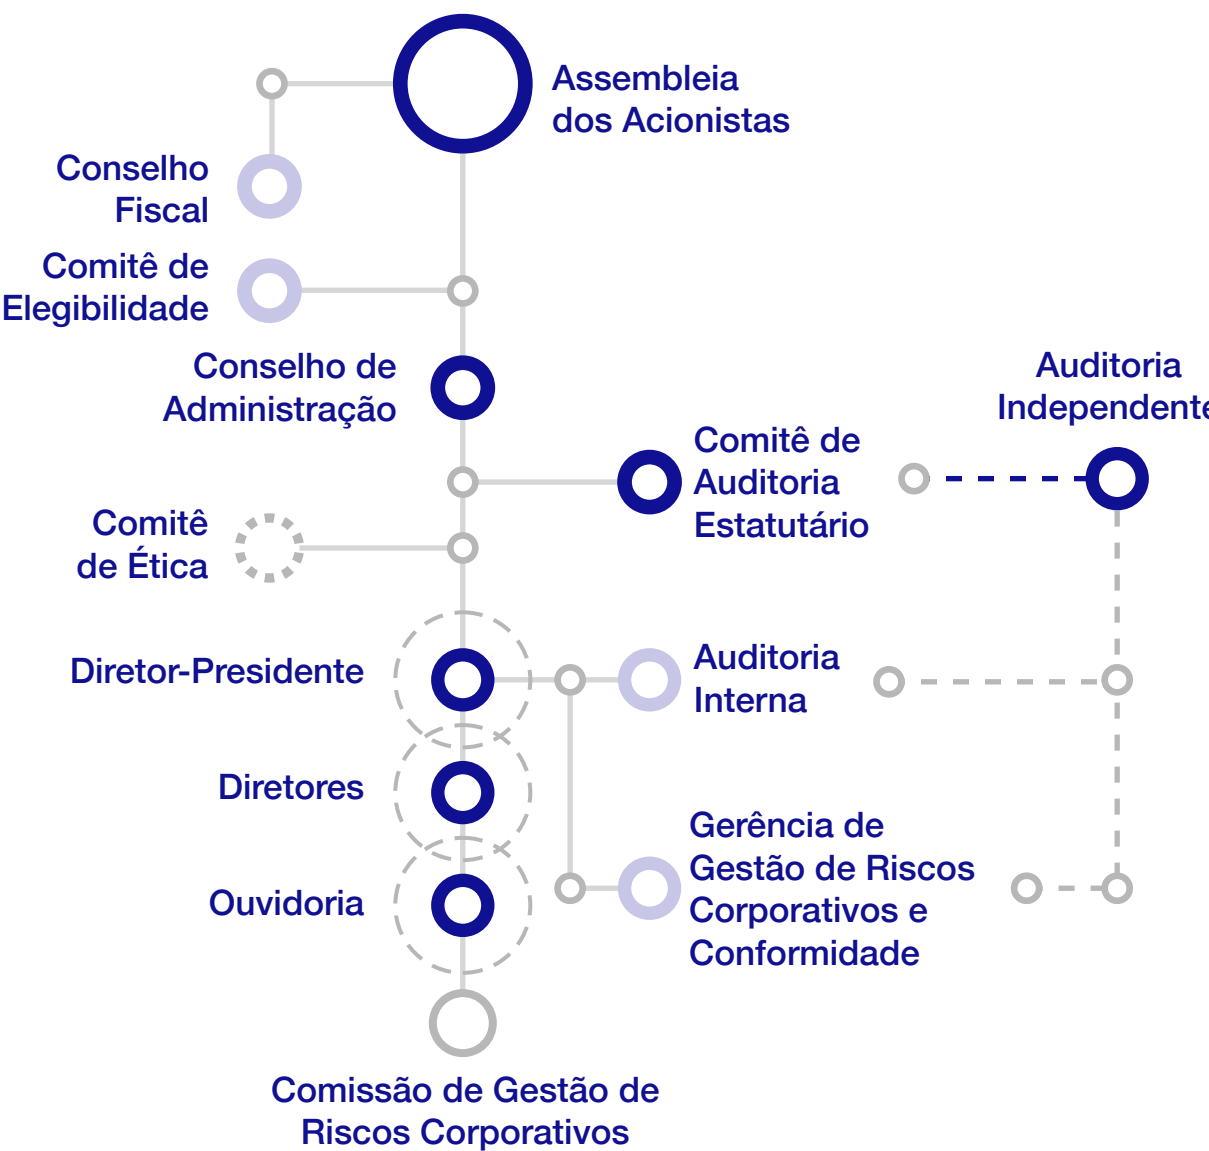 Assembleia
dos Acionistas
Conselho
Fiscal
Comitê de
Elegibilidade
Conselho de
Administração
Auditoria
Independente
Comitê de
Auditoria
Estatutário
Comitê
de Ética
Diretor-Presidente
Auditoria
Interna
Diretores
Gerência de
Gestão de Riscos
Corporativos e
Conformidade
Ouvidoria
Comissão de Gestão de
Riscos Corporativos